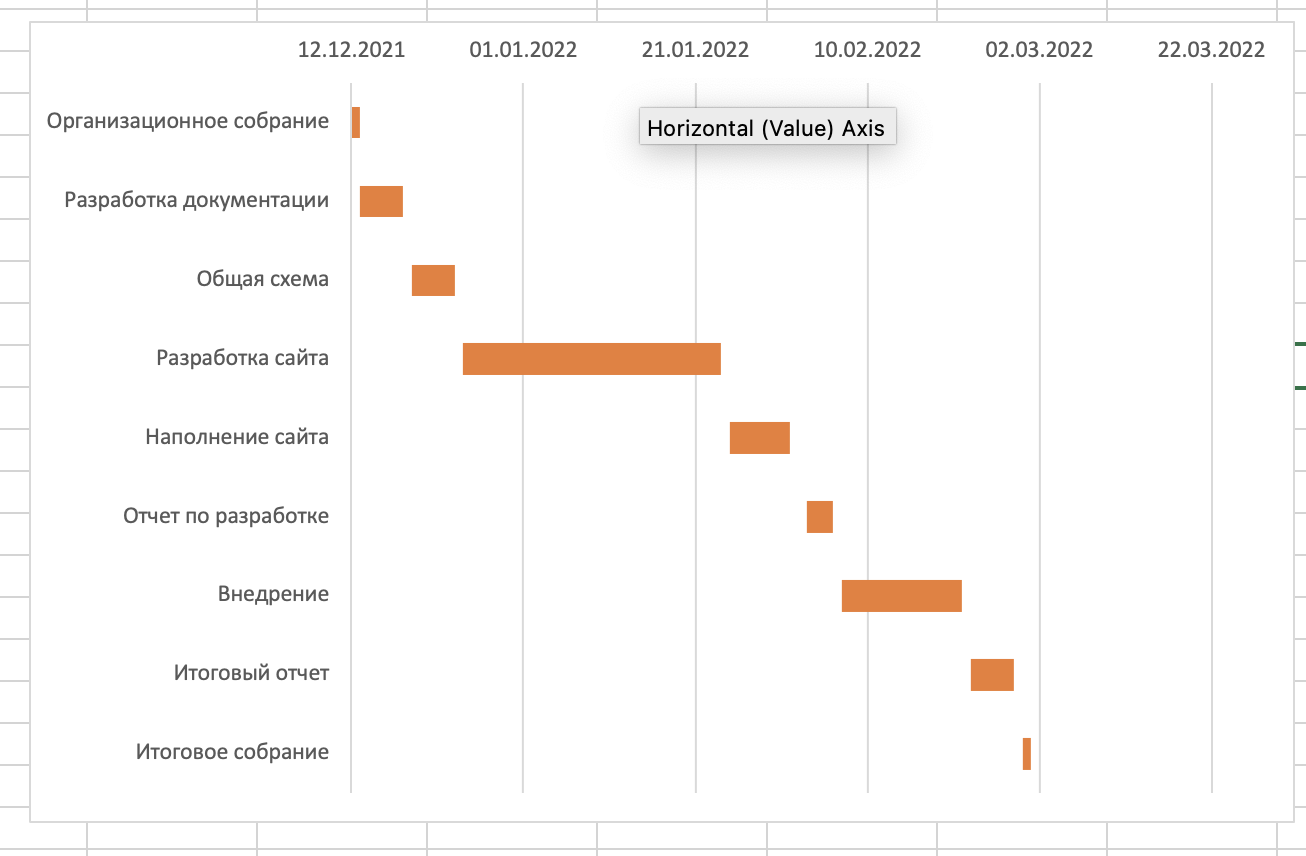 12.12.2021 01.01.2022 21.01.2022 10.02.2022 02.03.2022 22.03.2022
Организационное собрание
Horizontal (Value) Axis
Разработка документации
Общая схема
Разработка сайта
Наполнение сайта
Отчет по разработке
Внедрение
Итоговый отчет
Итоговое собрание